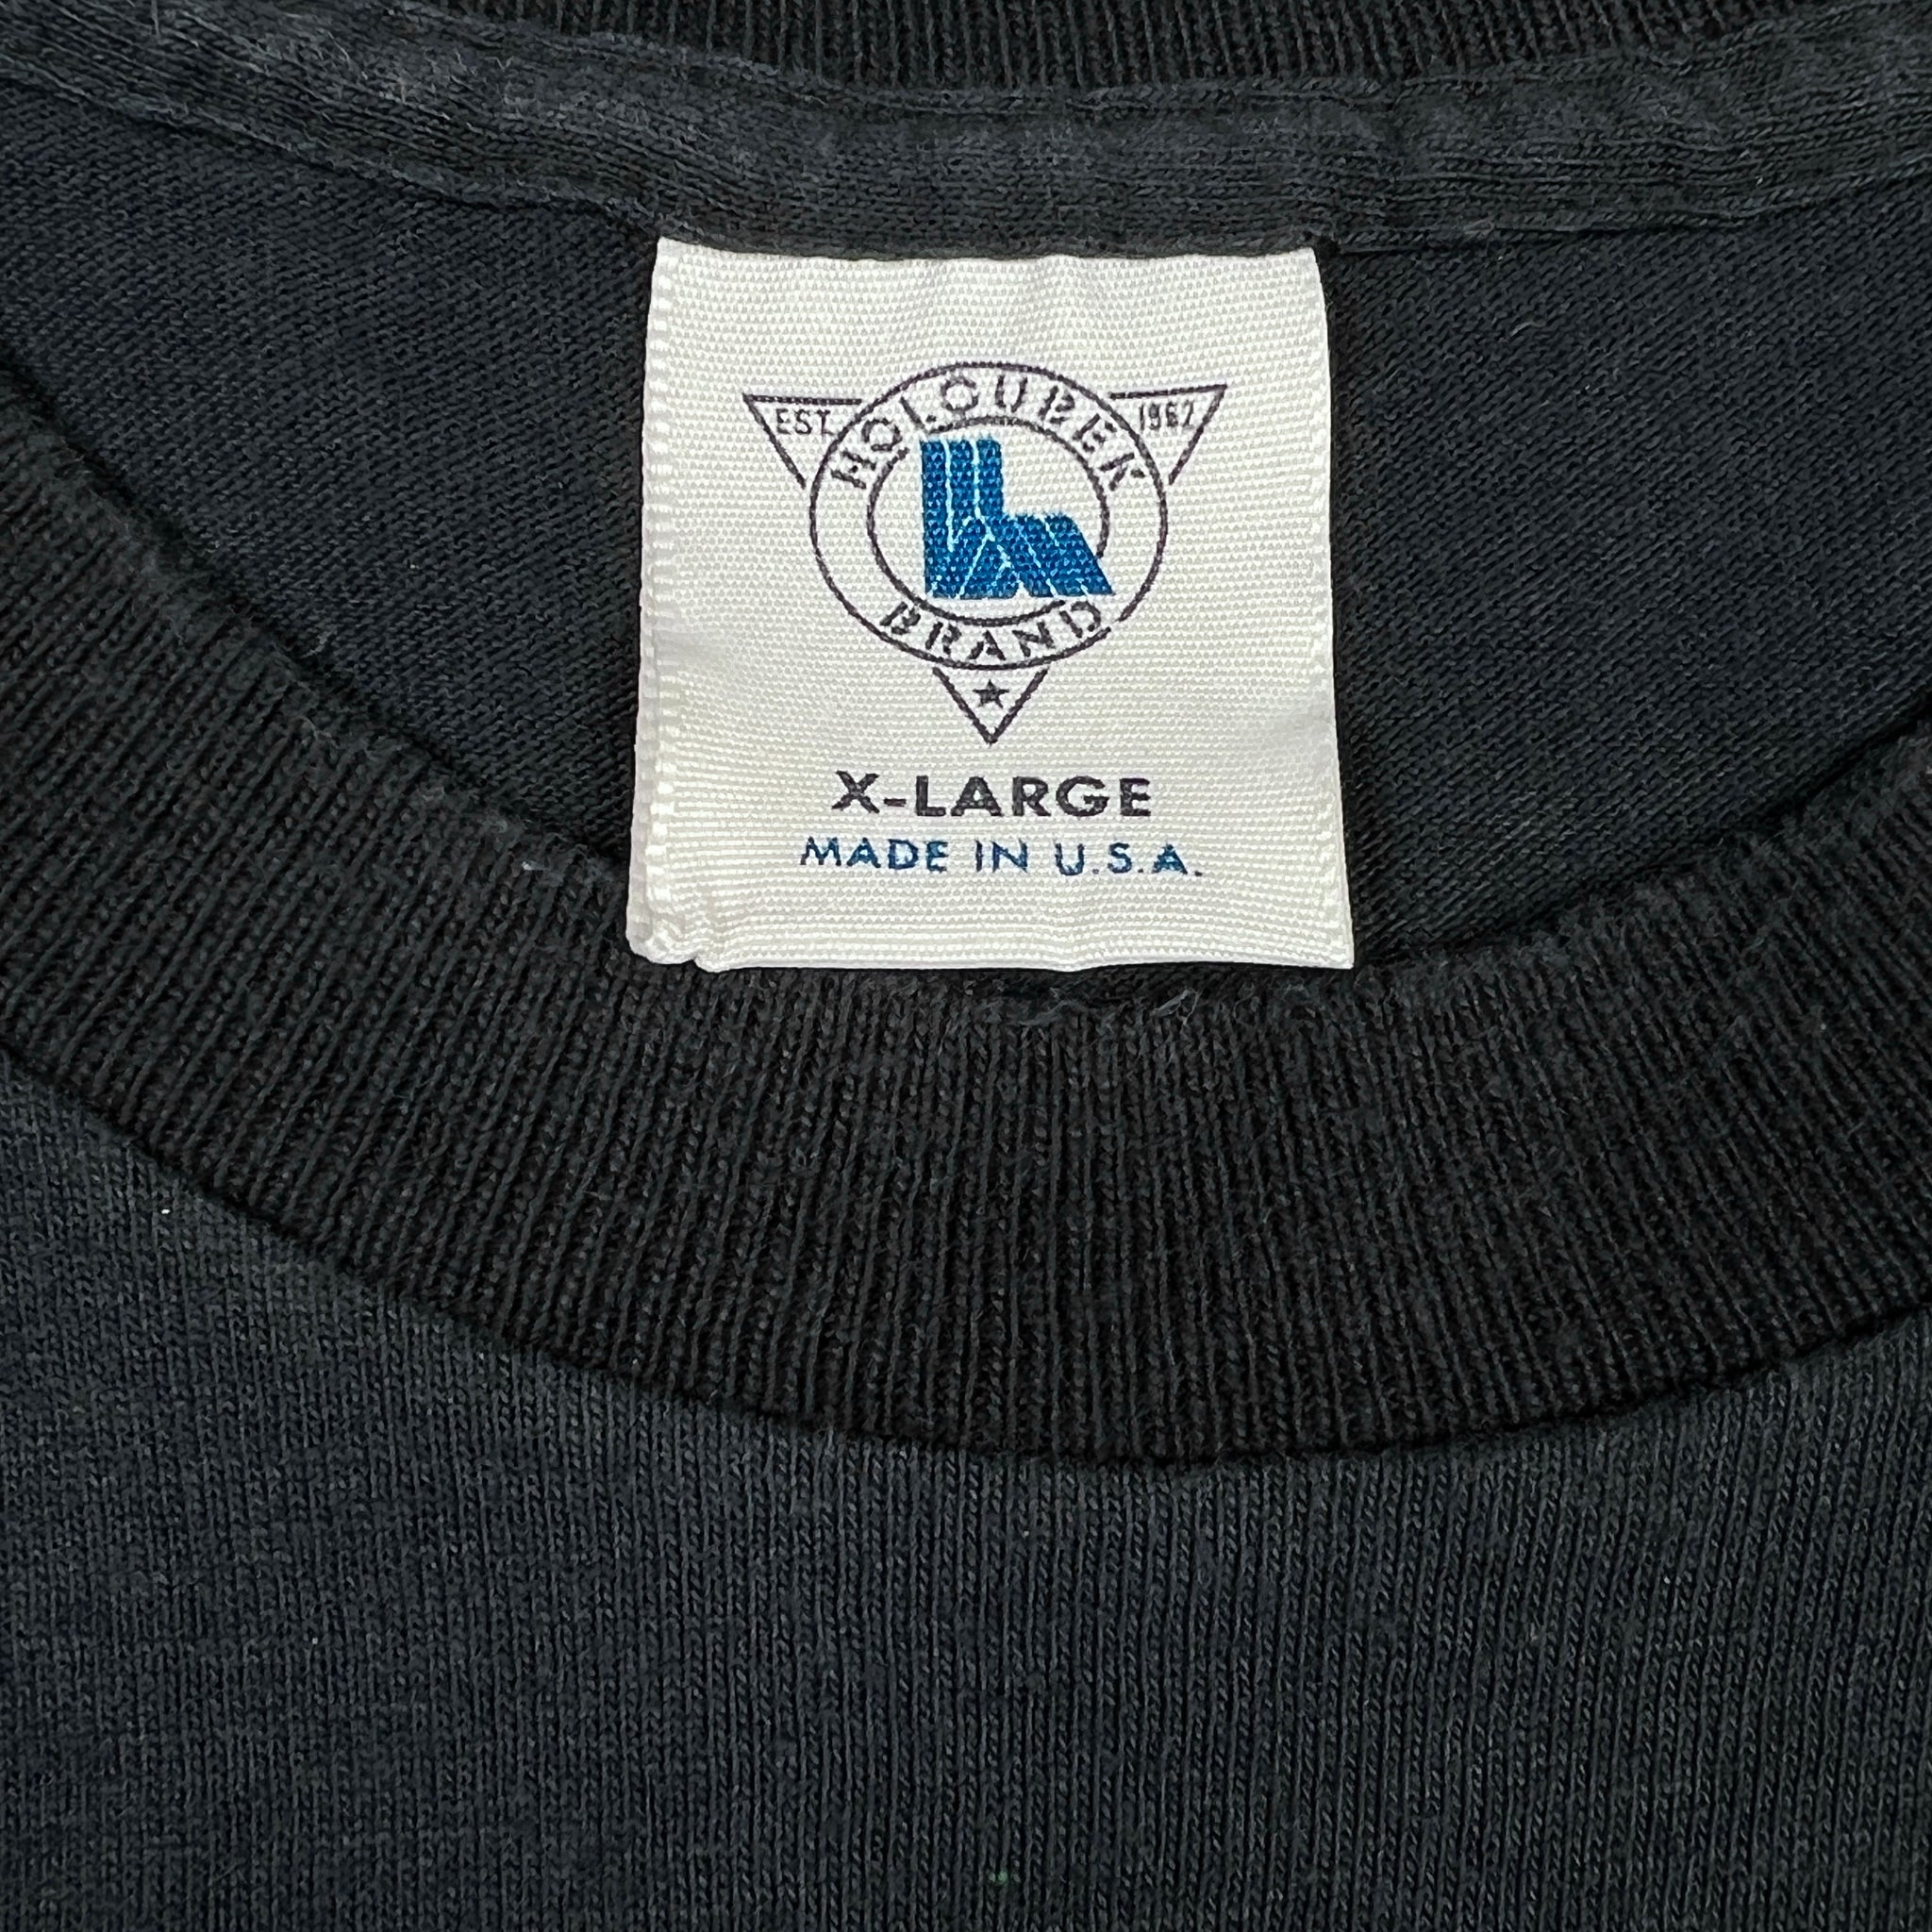 HOLOUBEK
EST. 1962
BRAND
X-LARGE
MADE IN U.S.A.